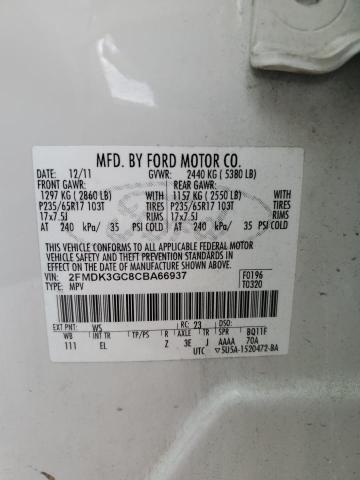 MFD. BY FORD MOTOR CO.
DATE: 12/11 GVWR: 2440 KG ( 5380 LB)
FRONT GAWR: REAR GAWR:
1297 KG ( 2860 LB) 1157 KG ( 2550 LB)
P235/65R17 103T TIRES P235/65R17 103T TIRES
17x7.5J RIMS 17x7.5J RIMS
AT 240 kPa/ 35 PSI COLD AT 240 kPa/ 35 PSI COLD
THIS VEHICLE CONFORMS TO ALL APPLICABLE FEDERAL MOTOR
VEHICLE SAFETY AND THEFT PREVENTION STANDARDS IN
EFFECT ON THE DATE OF MANUFACTURE SHOWN ABOVE.
VIN: 2FMDK3GC8CBA66937 F0196
TYPE: MPV T0320
EXT PNT: WS RC: 23 DSO:
WB INT TR TP/PS R AXLE TR SPR BQ11F
111 EL Z 3E J AAAA 70A
UTC ▽5U5A-1520472-BA